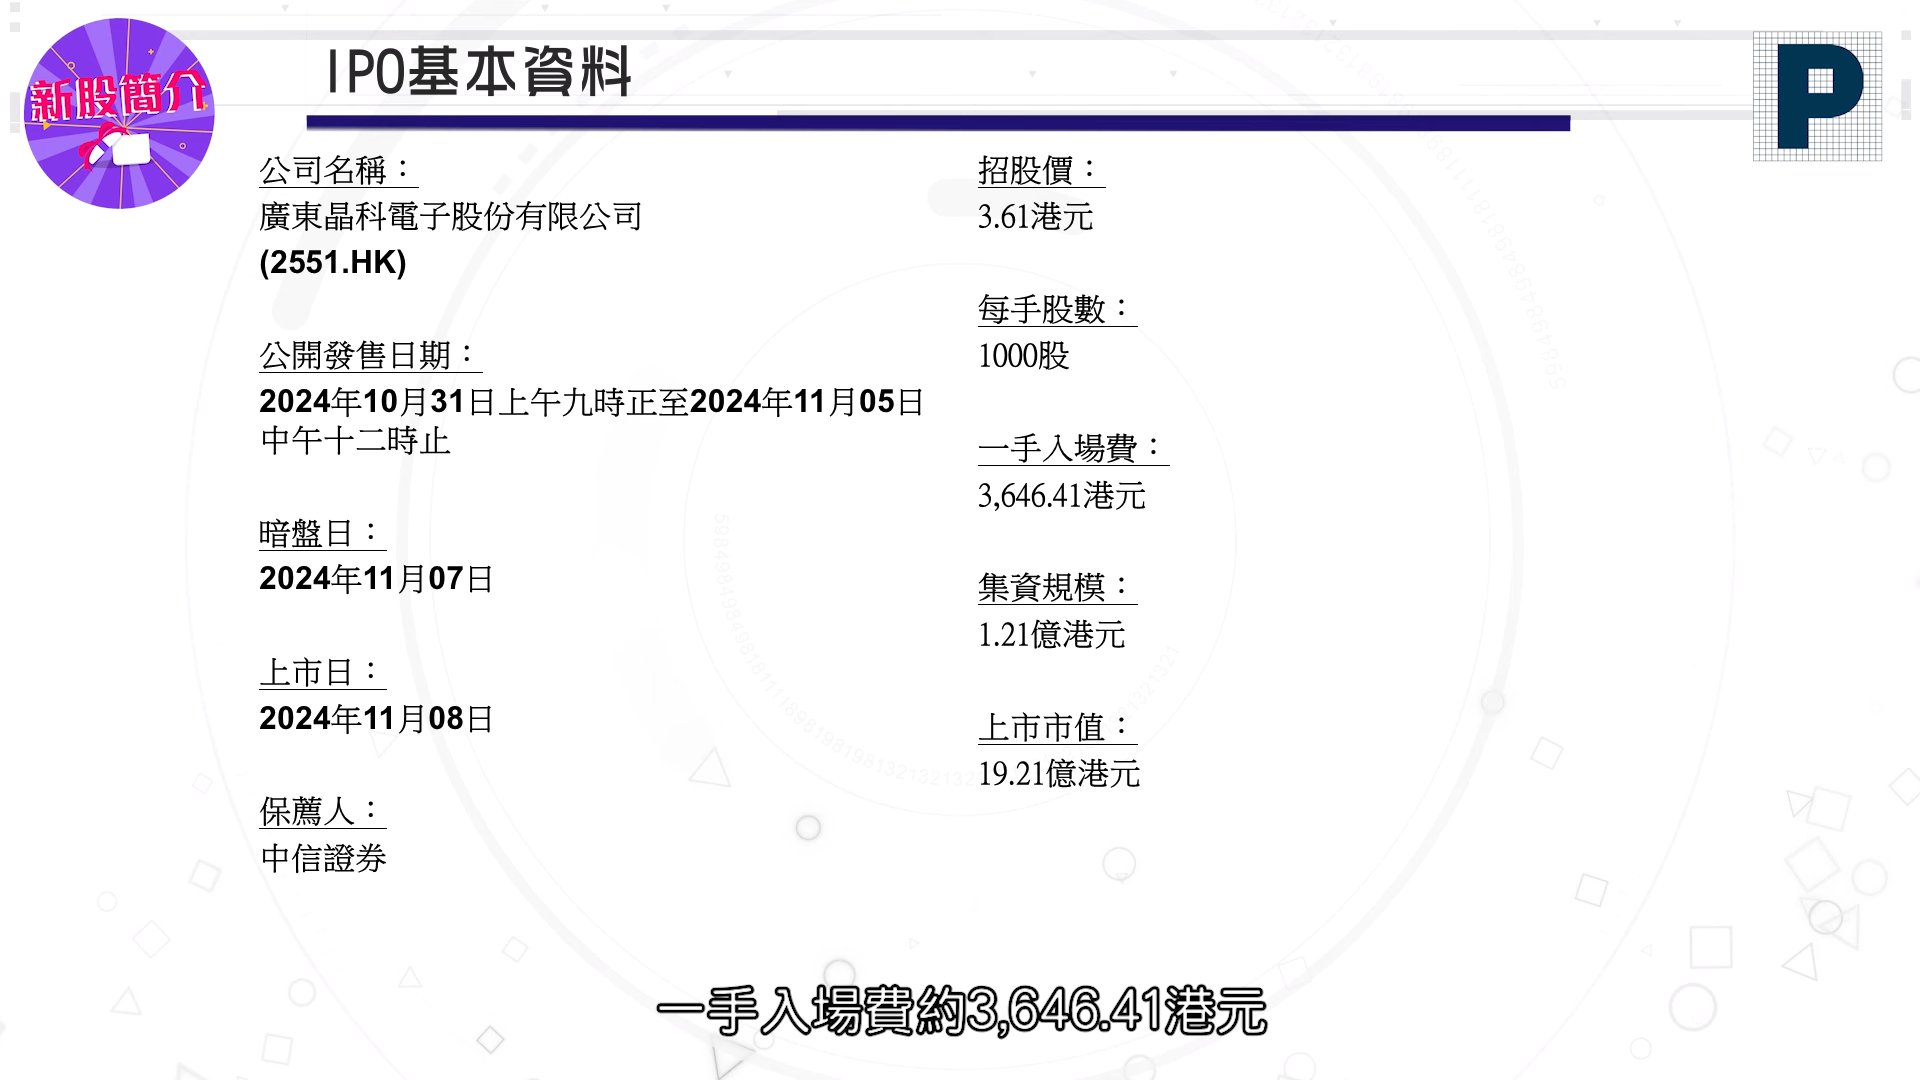 新股簡介
IPO基本資料
P
公司名稱：
廣東晶科電子股份有限公司
(2551.HK)
公開發售日期：
2024年10月31日上午九時正至2024年11月05日
中午十二時止
暗盤日：
2024年11月07日
上市日：
2024年11月08日
保薦人：
中信證券
招股價：
3.61港元
每手股數：
1000股
一手入場費：
3,646.41港元
集資規模：
1.21億港元
上市市值：
19.21億港元
一手入場費約3,646.41港元